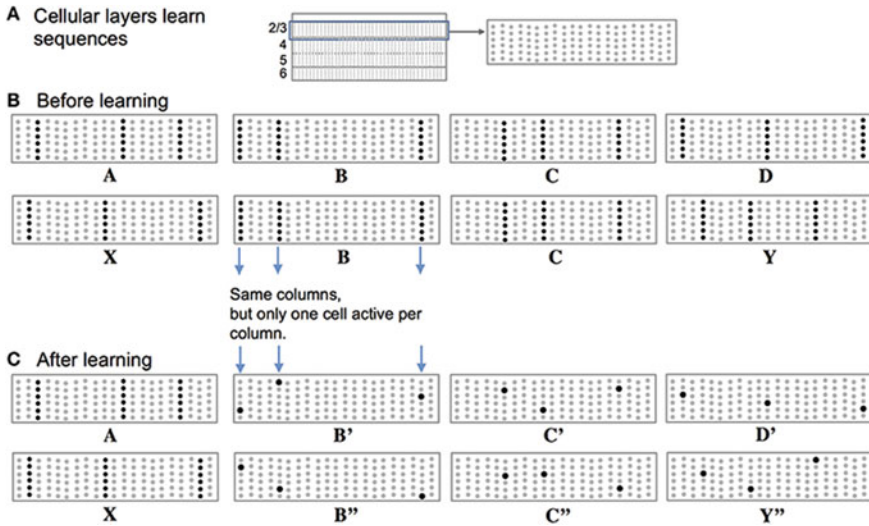 A Cellular layers learn
sequences
2/3
4
5
6
B Before learning
A B C D
X B C Y
Same columns,
but only one cell active per
column.
C After learning
A B’ C’ D’
X B” C” Y”